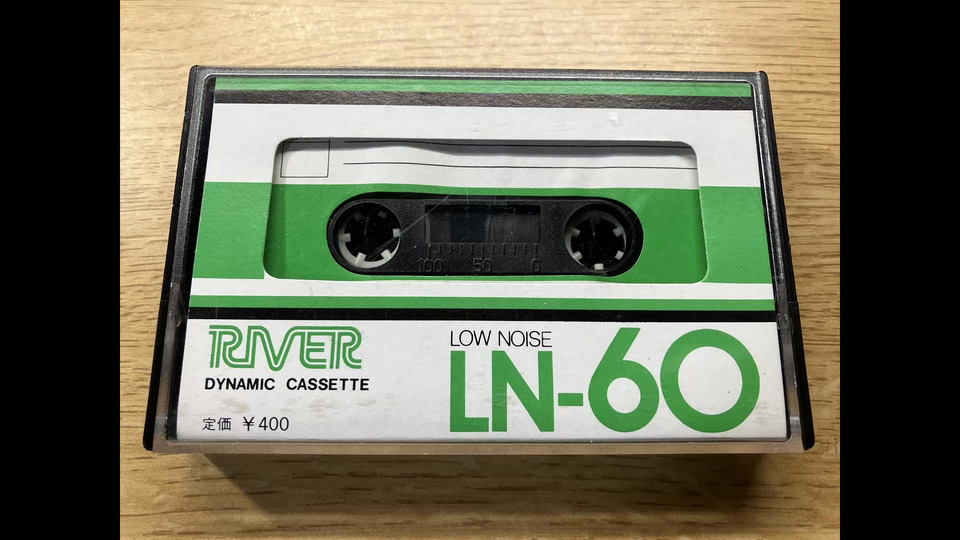 100 50 0
RIVER
DYNAMIC CASSETTE
定価 ¥400
LOW NOISE
LN-60